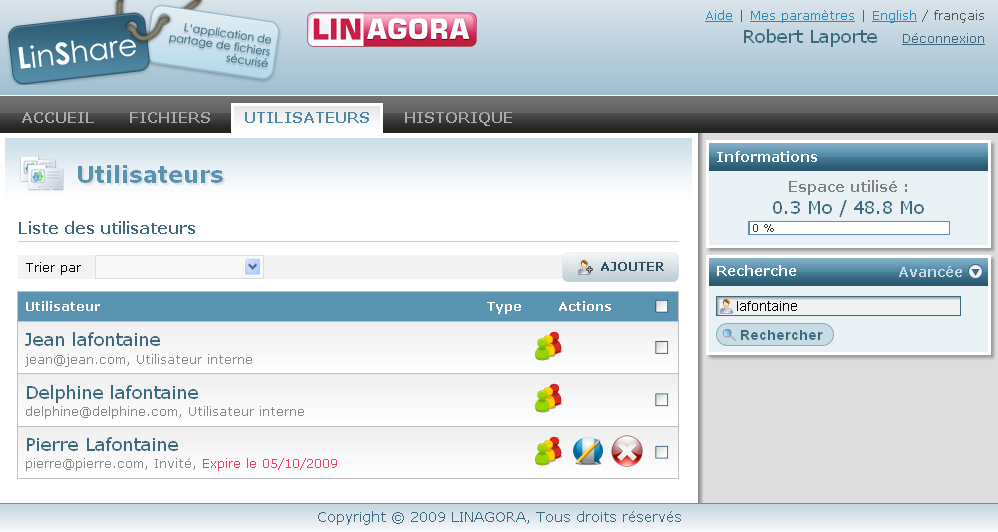 LinShare
L'application de
partage de fichiers
sécurisé
LINAGORA
Aide | Mes paramètres | English / français
Robert Laporte Déconnexion
ACCUEIL FICHIERS UTILISATEURS HISTORIQUE
Utilisateurs
Liste des utilisateurs
Trier par AJOUTER
Utilisateur Type Actions
Jean lafontaine
jean@jean.com, Utilisateur interne
Delphine lafontaine
delphine@delphine.com, Utilisateur interne
Pierre Lafontaine
pierre@pierre.com, Invité, Expire le 05/10/2009
Informations
Espace utilisé :
0.3 Mo / 48.8 Mo
0 %
Recherche Avancée
lafontaine
Rechercher
Copyright © 2009 LINAGORA, Tous droits réservés